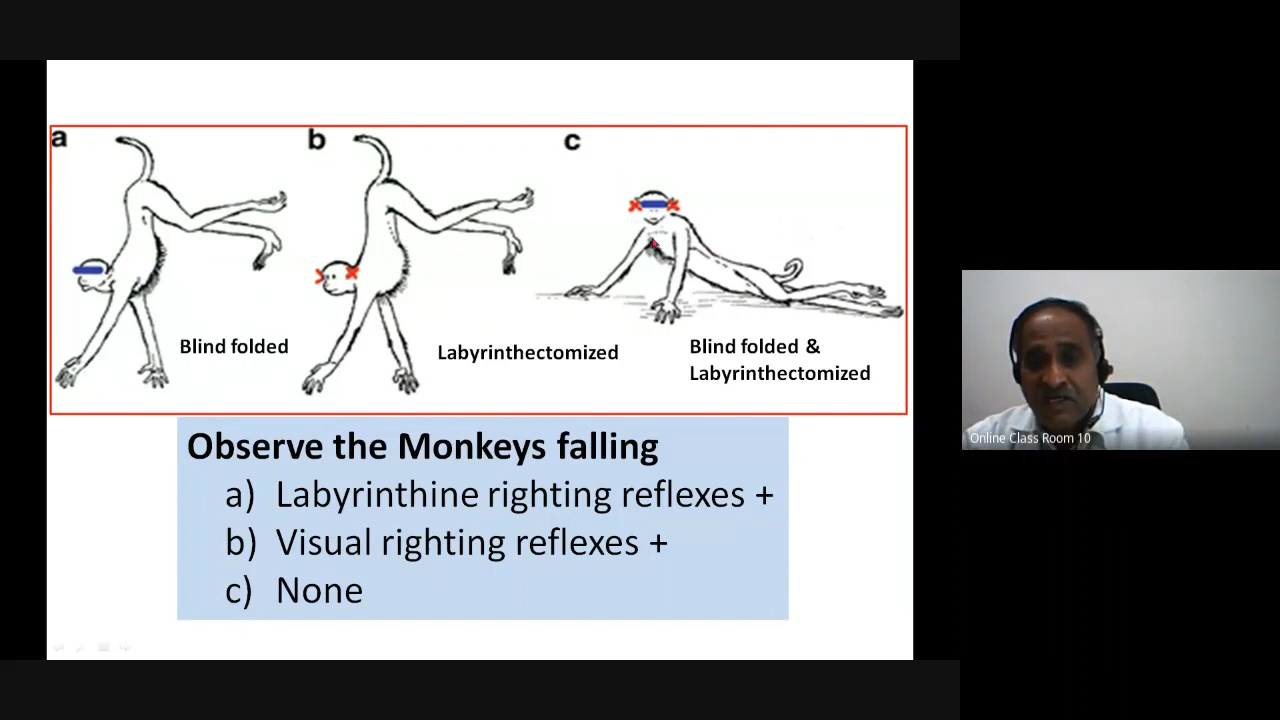 a
b
c
Blind folded
Labyrinthectomized
Blind folded &
Labyrinthectomized
Observe the Monkeys falling
a) Labyrinthine righting reflexes +
b) Visual righting reflexes +
c) None
Online Class Room 10